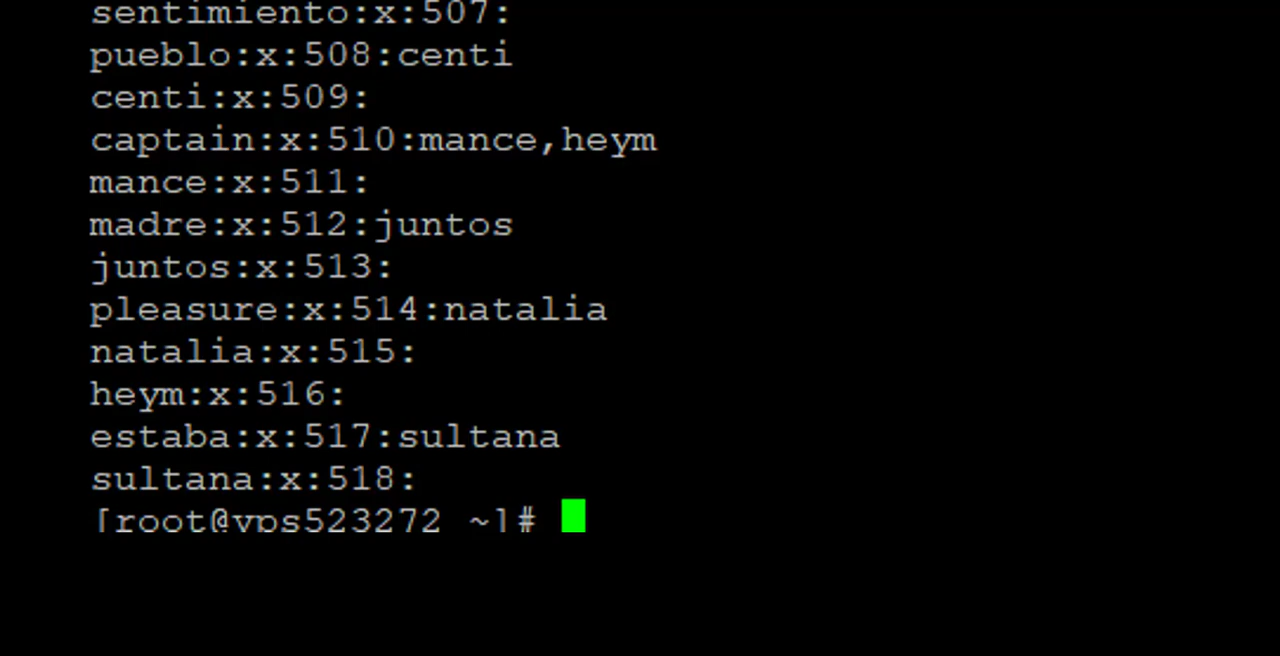 sentimiento:x:507:
pueblo:x:508:centi
centi:x:509:
captain:x:510:mance,heym
mance:x:511:
madre:x:512:juntos
juntos:x:513:
pleasure:x:514:natalia
natalia:x:515:
heym:x:516:
estaba:x:517:sultana
sultana:x:518:
[root@vps523272 ~]#